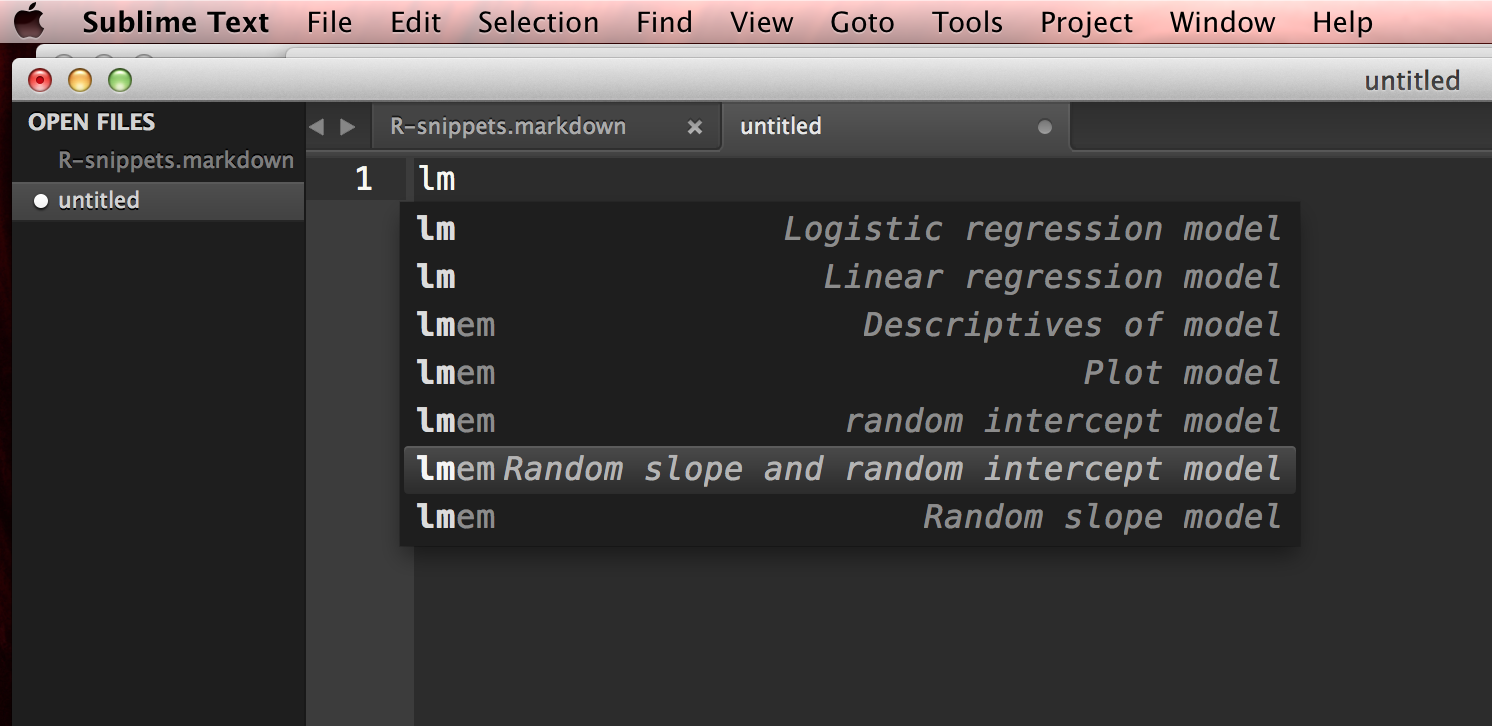 Sublime Text File Edit Selection Find View Goto Tools Project Window Help
untitled
OPEN FILES
R-snippets.markdown
untitled
R-snippets.markdown × untitled
1 lm
lm Logistic regression model
lm Linear regression model
lmem Descriptives of model
lmem Plot model
lmem random intercept model
lmem Random slope and random intercept model
lmem Random slope model